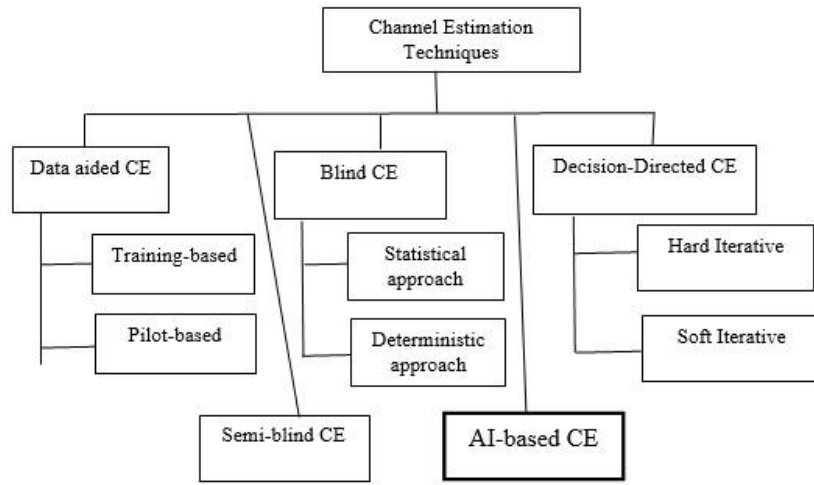 Channel Estimation
Techniques
Data aided CE
Blind CE
Decision-Directed CE
Training-based
Statistical
approach
Hard Iterative
Pilot-based
Deterministic
approach
Soft Iterative
Semi-blind CE
AI-based CE